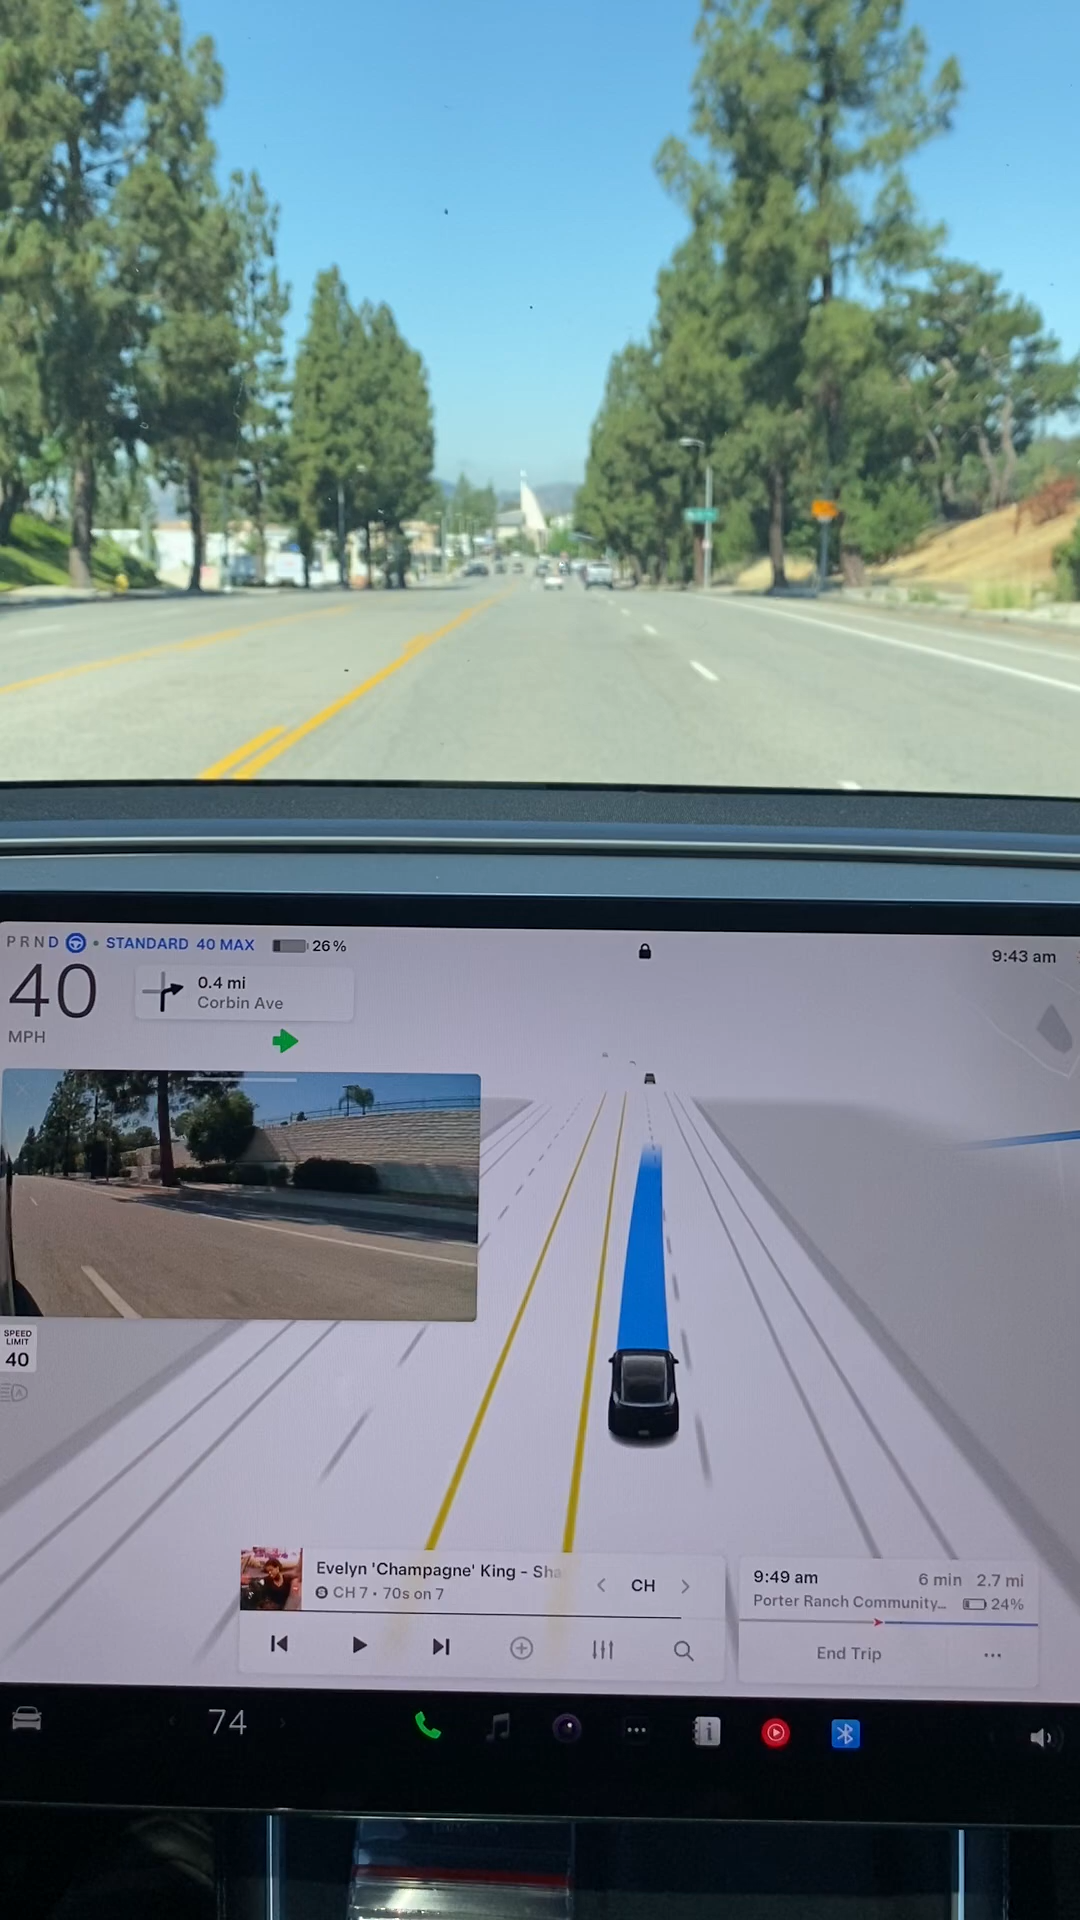 PRND • STANDARD 40 MAX 26%
9:43 am
40
MPH
0.4 mi
Corbin Ave
SPEED
LIMIT
40
Evelyn 'Champagne' King - Sha
CH 7 • 70s on 7
CH
9:49 am 6 min 2.7 mi
Porter Ranch Community... 24%
End Trip
74